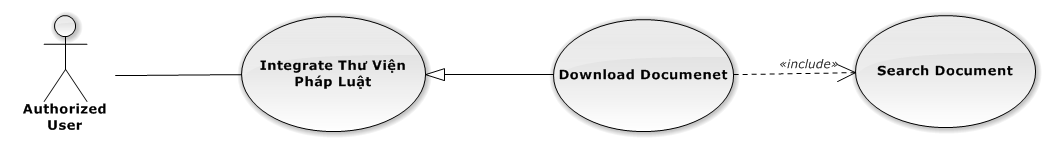 Authorized
User
Integrate Thư Viện
Pháp Luật
Download Documenet
«include»
Search Document